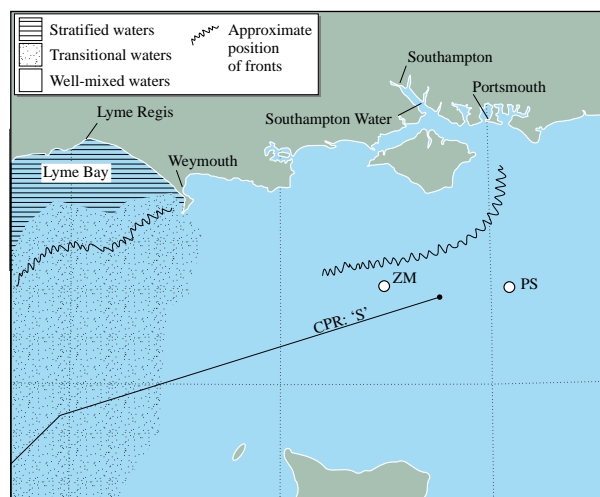 Stratified waters
Transitional waters
Well-mixed waters
Approximate
position
of fronts
Southampton
Portsmouth
Lyme Regis
Southampton Water
Weymouth
Lyme Bay
ZM
PS
CPR: ‘S’